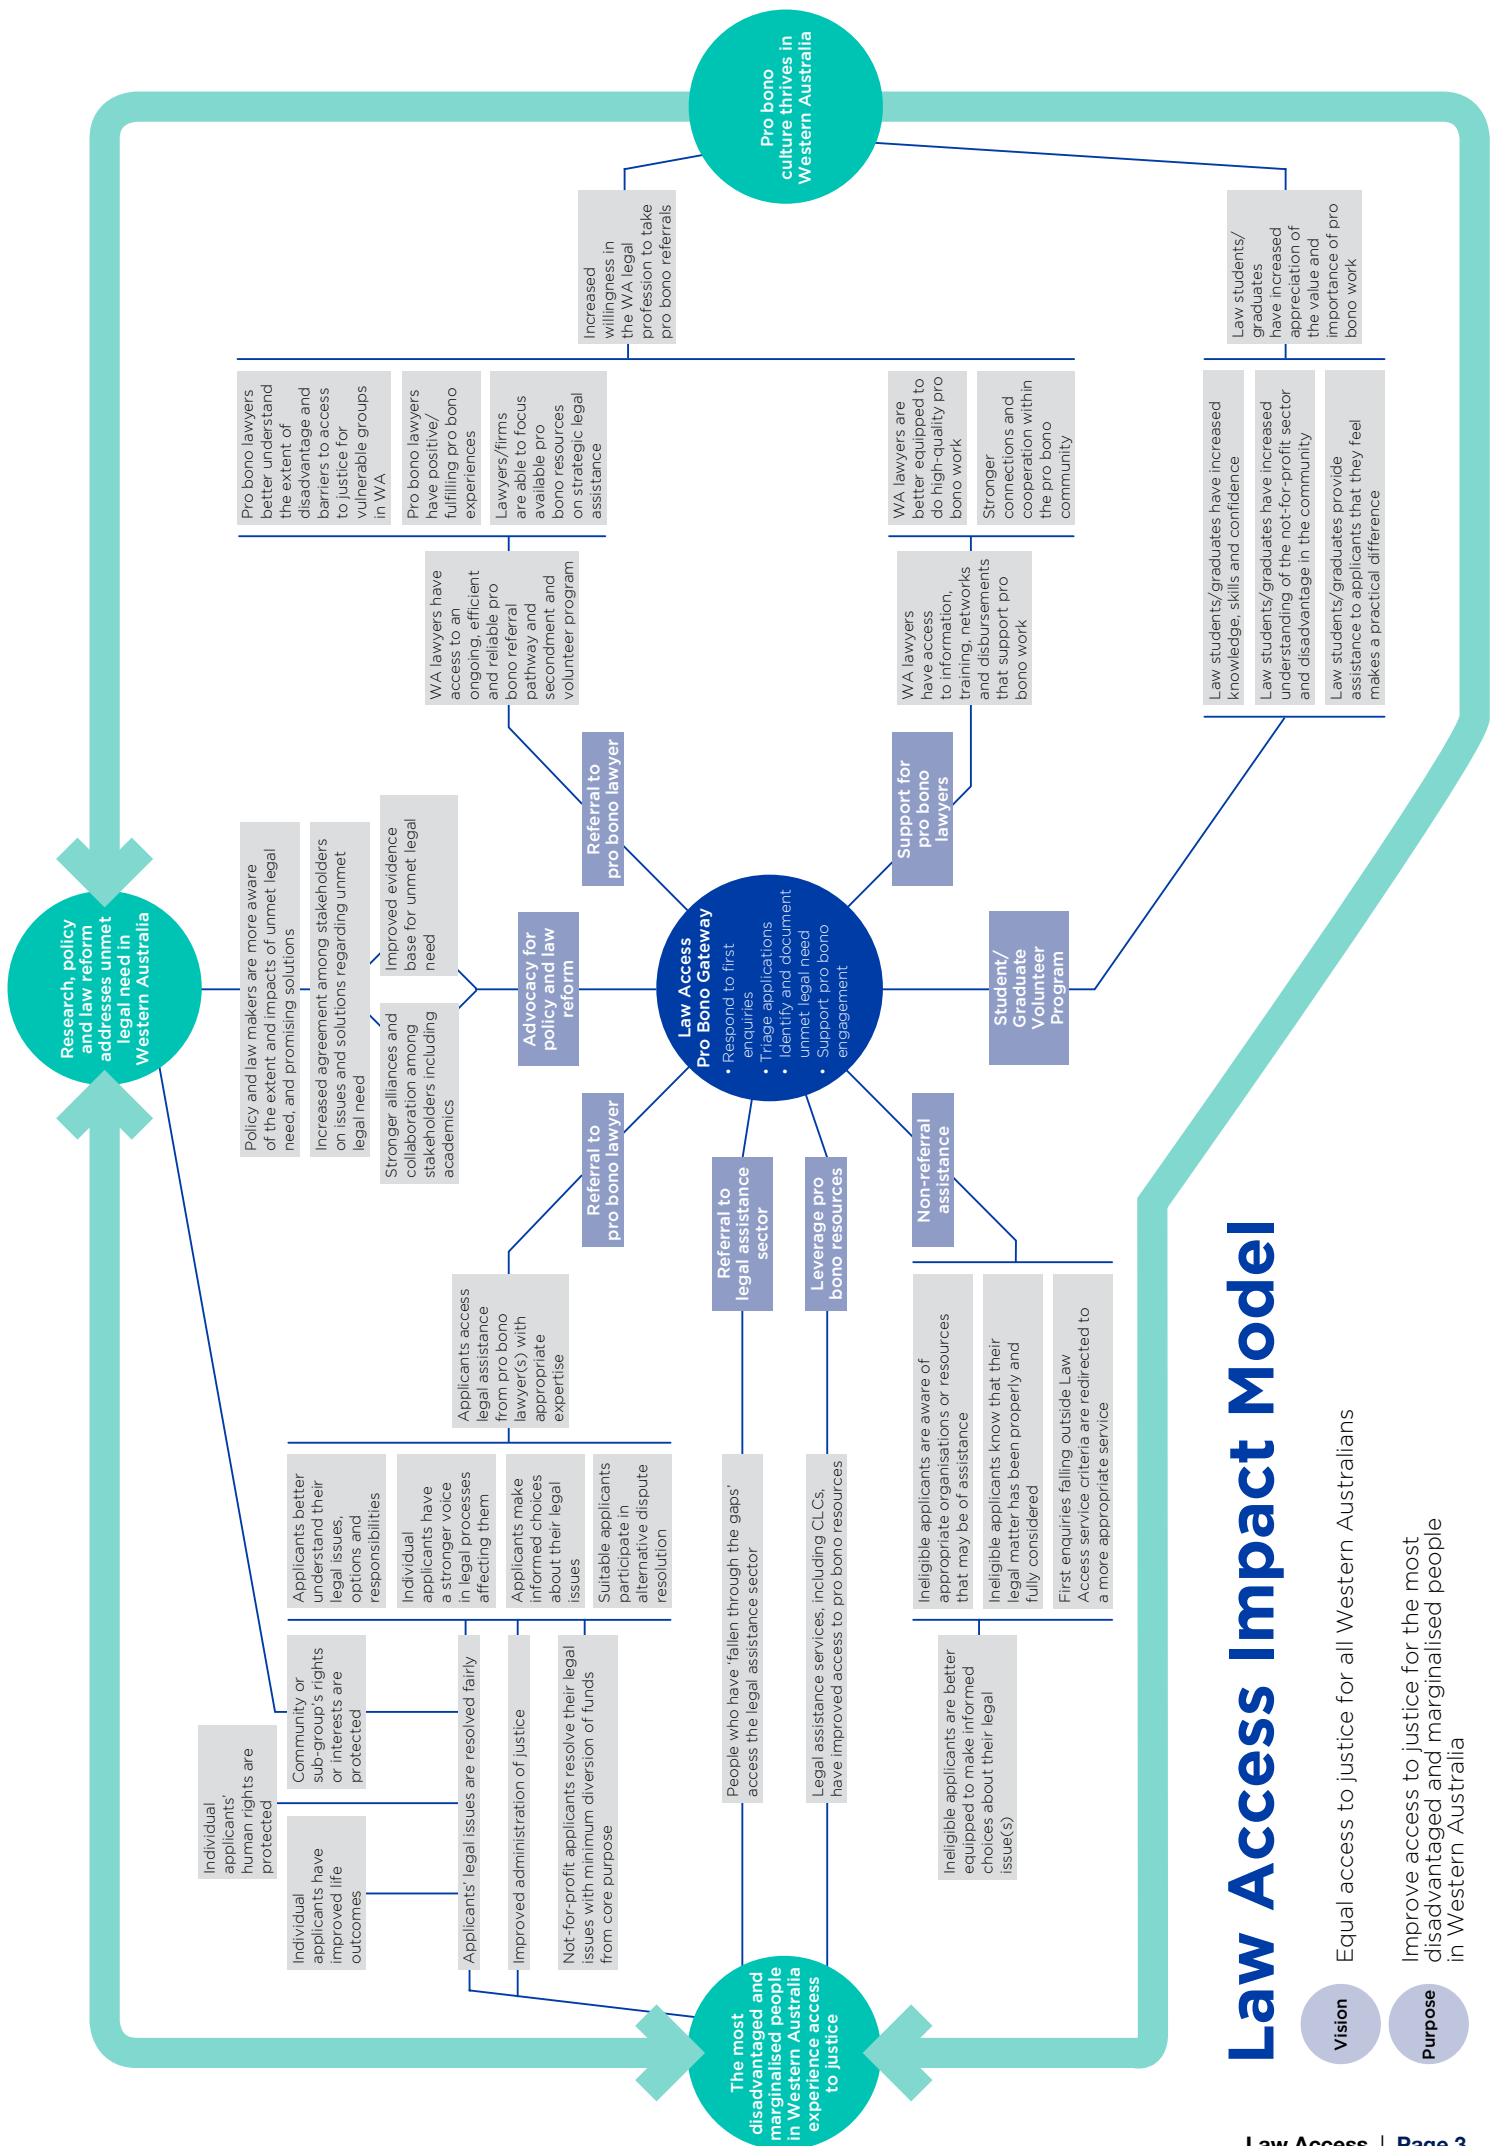 Law Access Impact Model
Vision
Equal access to justice for all Western Australians
Purpose
Improve access to justice for the most
disadvantaged and marginalised people
in Western Australia
Research, policy
and law reform
addresses unmet
legal need in
Western Australia
Policy and law makers are more aware
of the extent and impacts of unmet legal
need, and promising solutions
Increased agreement among stakeholders
on issues and solutions regarding unmet
legal need
Stronger alliances and
collaboration among
stakeholders including
academics
Improved evidence
base for unmet legal
need
Advocacy for
policy and law
reform
Individual
applicants'
human rights are
protected
Individual
applicants have
improved life
outcomes
Community or
sub-group's rights
or interests are
protected
Applicants' legal issues are resolved fairly
Improved administration of justice
Not-for-profit applicants resolve their legal
issues with minimum diversion of funds
from core purpose
Applicants better
understand their
legal issues,
options and
responsibilities
Individual
applicants have
a stronger voice
in legal processes
affecting them
Applicants make
informed choices
about their legal
issues
Suitable applicants
participate in
alternative dispute
resolution
Applicants access
legal assistance
from pro bono
lawyer(s) with
appropriate
expertise
Referral to
pro bono lawyer
The most
disadvantaged and
marginalised people
in Western Australia
experience access
to justice
People who have 'fallen through the gaps'
access the legal assistance sector
Referral to
legal assistance
sector
Legal assistance services, including CLCs,
have improved access to pro bono resources
Leverage pro
bono resources
Ineligible applicants are better
equipped to make informed
choices about their legal
issue(s)
Ineligible applicants are aware of
appropriate organisations or resources
that may be of assistance
Ineligible applicants know that their
legal matter has been properly and
fully considered
First enquiries falling outside Law
Access service criteria are redirected to
a more appropriate service
Non-referral
assistance
Law Access
Pro Bono Gateway
• Respond to first
enquiries
• Triage applications
• Identify and document
unmet legal need
• Support pro bono
engagement
Referral to
pro bono lawyer
WA lawyers have
access to an
ongoing, efficient
and reliable pro
bono referral
pathway and
secondment and
volunteer program
Pro bono lawyers
better understand
the extent of
disadvantage and
barriers to access
to justice for
vulnerable groups
in WA
Pro bono lawyers
have positive/
fulfilling pro bono
experiences
Lawyers/firms
are able to focus
available pro
bono resources
on strategic legal
assistance
Increased
willingness in
the WA legal
profession to take
pro bono referrals
Pro bono
culture thrives in
Western Australia
Support for
pro bono
lawyers
WA lawyers
have access
to information,
training, networks
and disbursements
that support pro
bono work
WA lawyers are
better equipped to
do high-quality pro
bono work
Stronger
connections and
cooperation within
the pro bono
community
Student/
Graduate
Volunteer
Program
Law students/graduates have increased
knowledge, skills and confidence
Law students/graduates have increased
understanding of the not-for-profit sector
and disadvantage in the community
Law students/graduates provide
assistance to applicants that they feel
makes a practical difference
Law students/
graduates
have increased
appreciation of
the value and
importance of pro
bono work
Law Access | Page 3